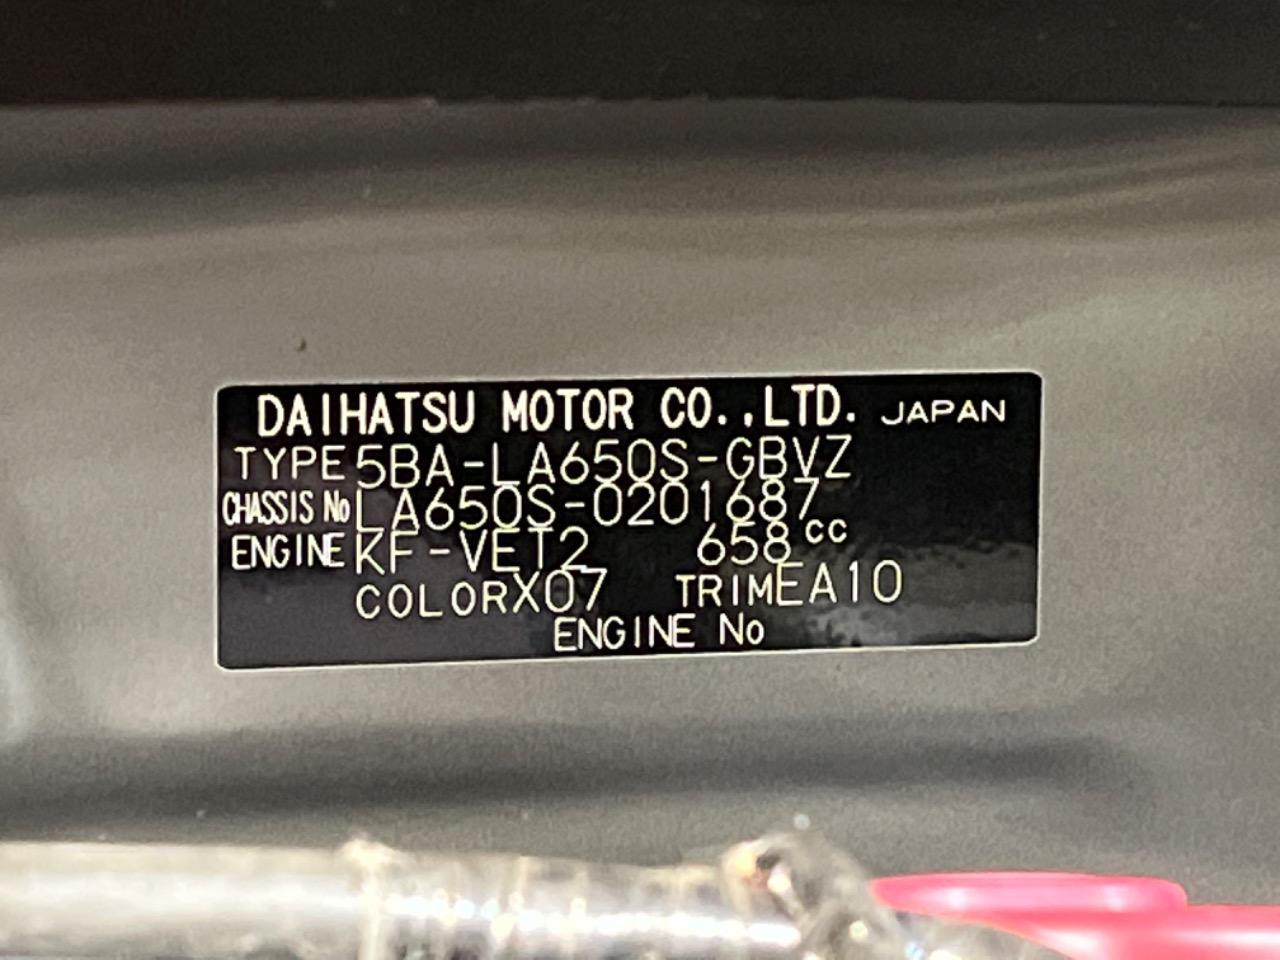 DAIHATSU MOTOR CO.,LTD. JAPAN
TYPE 5BA-LA650S-GBVZ
CHASSIS No LA650S-0201687
ENGINE KF-VET2 658cc
COLOR X07 TRIM EA10
ENGINE No